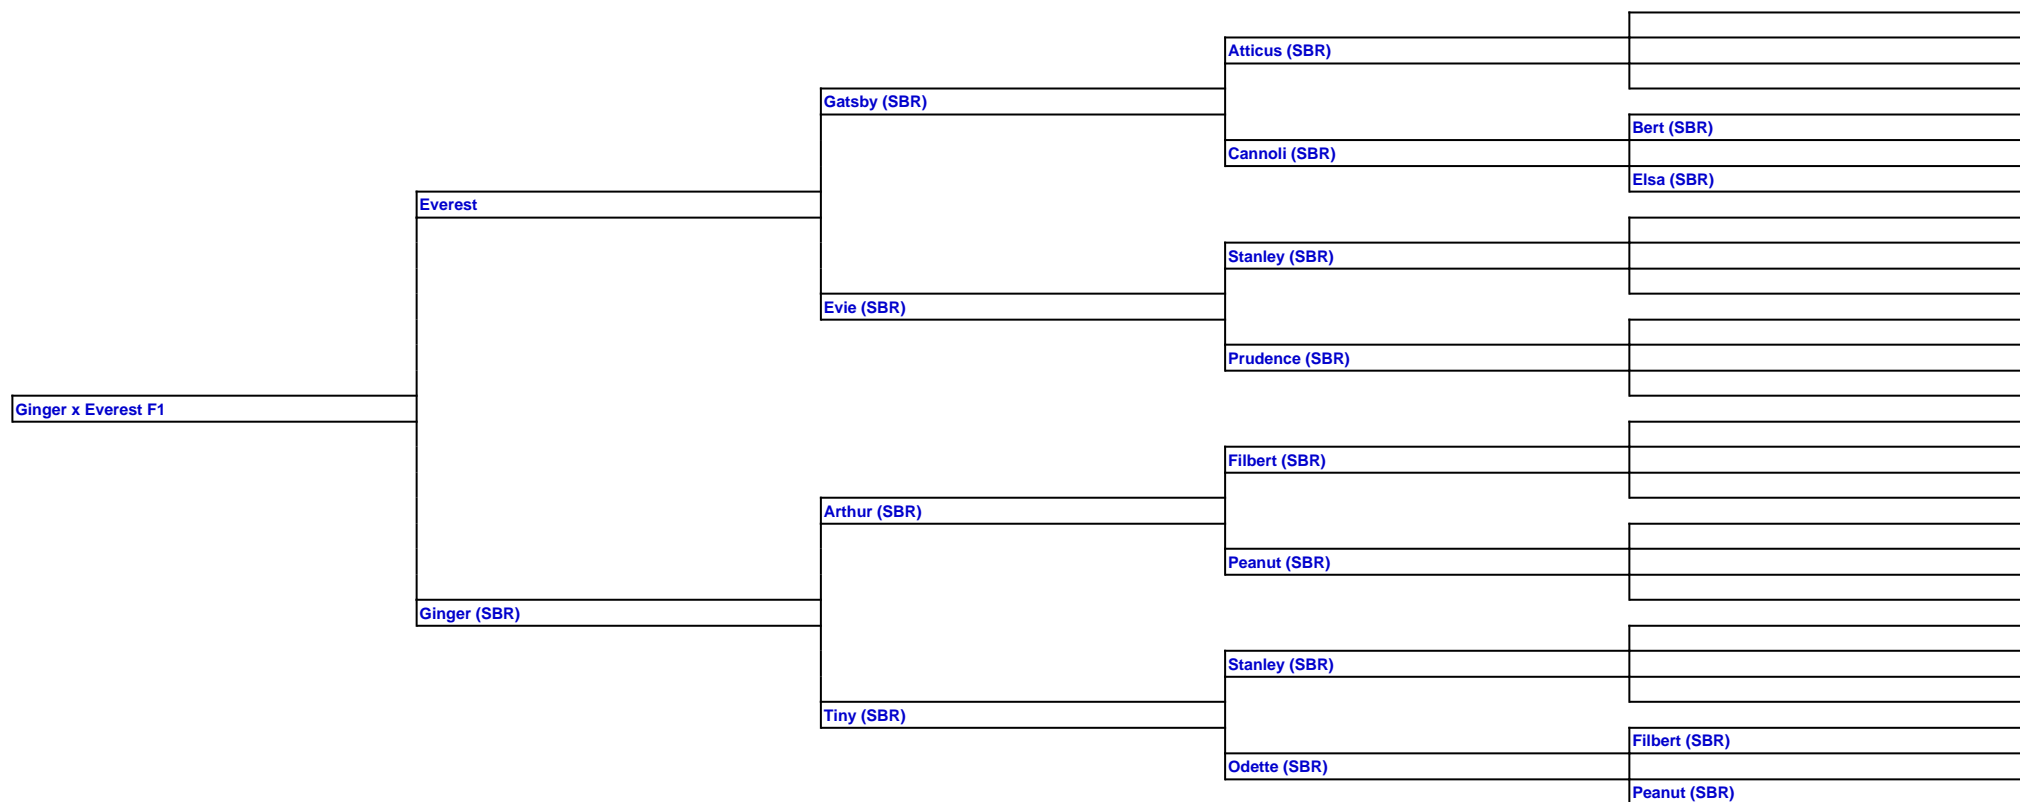 Atticus (SBR)
Gatsby (SBR)
Bert (SBR)
Cannoli (SBR)
Elsa (SBR)
Everest
Stanley (SBR)
Evie (SBR)
Prudence (SBR)
Ginger x Everest F1
Filbert (SBR)
Arthur (SBR)
Peanut (SBR)
Ginger (SBR)
Stanley (SBR)
Tiny (SBR)
Filbert (SBR)
Odette (SBR)
Peanut (SBR)